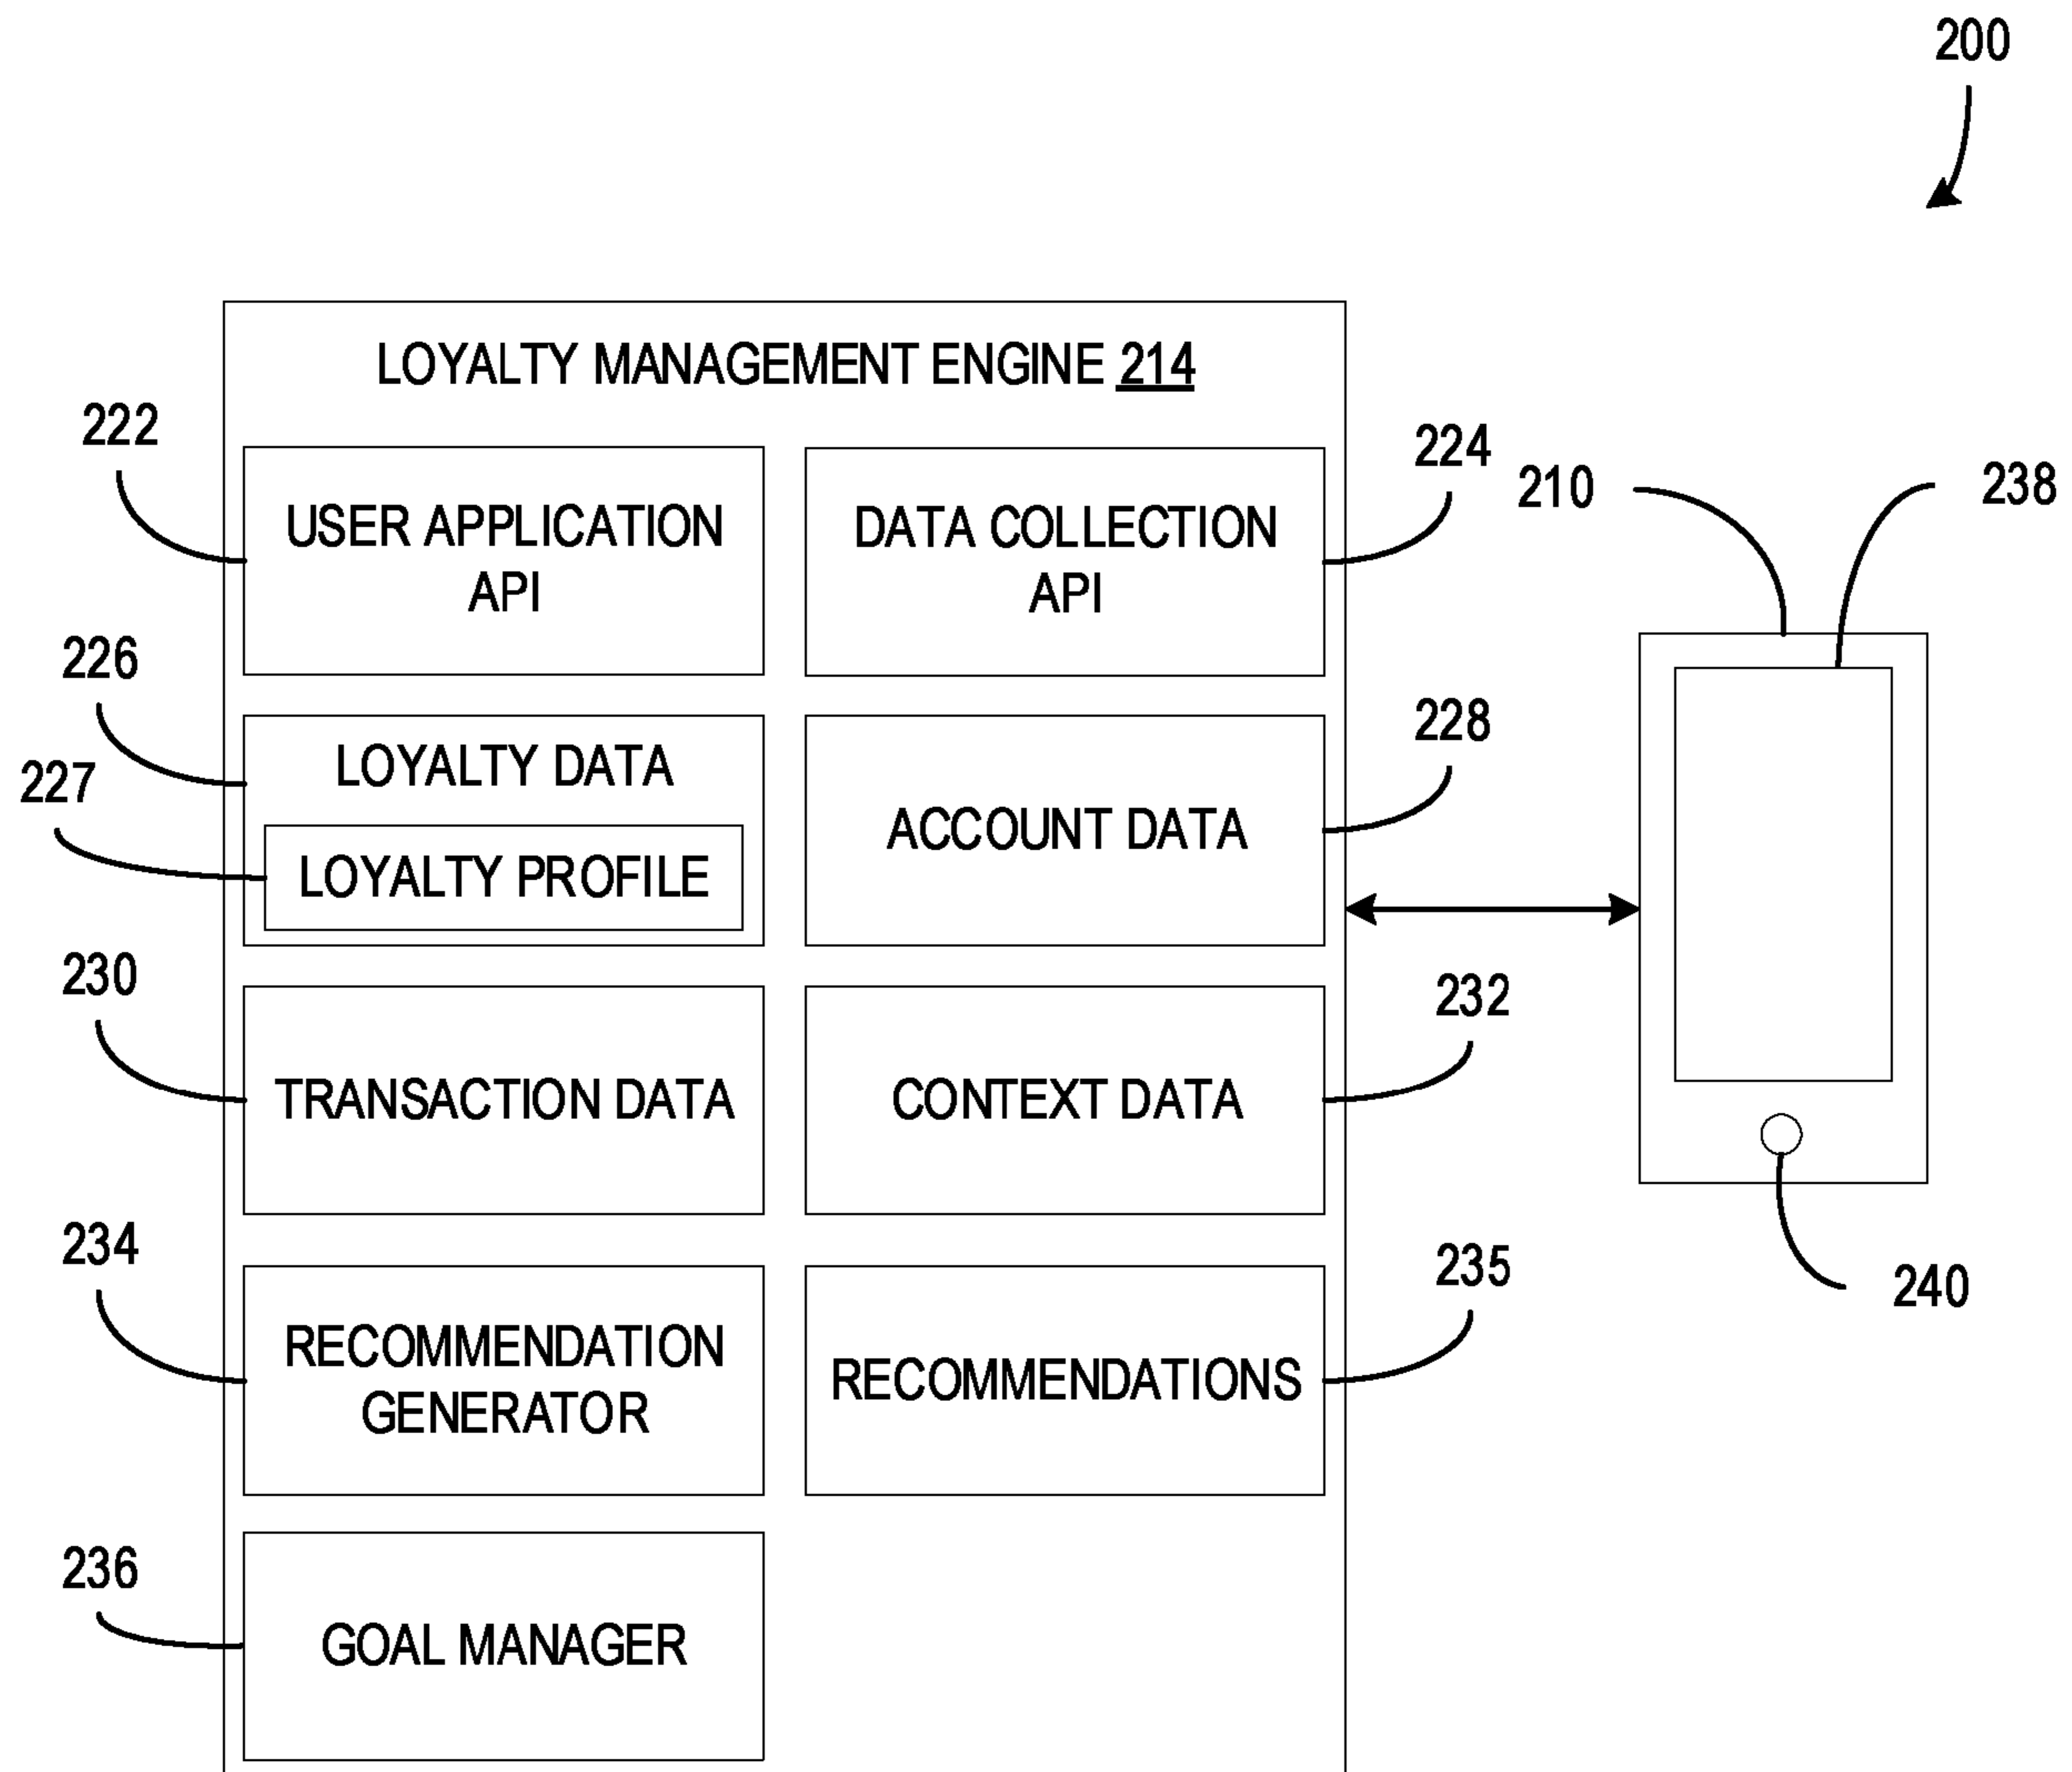 200
LOYALTY MANAGEMENT ENGINE 214
222
USER APPLICATION
API
DATA COLLECTION
API
224
210
238
226
LOYALTY DATA
227
LOYALTY PROFILE
ACCOUNT DATA
228
230
TRANSACTION DATA
CONTEXT DATA
232
234
RECOMMENDATION
GENERATOR
RECOMMENDATIONS
235
240
236
GOAL MANAGER